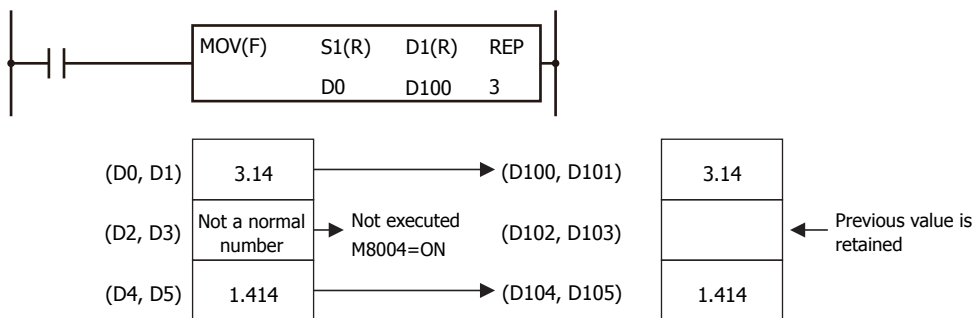 MOV(F) S1(R) D1(R) REP
D0 D100 3
(D0, D1) 3.14 (D100, D101) 3.14
(D2, D3) Not a normal number Not executed M8004=ON (D102, D103) Previous value is retained
(D4, D5) 1.414 (D104, D105) 1.414